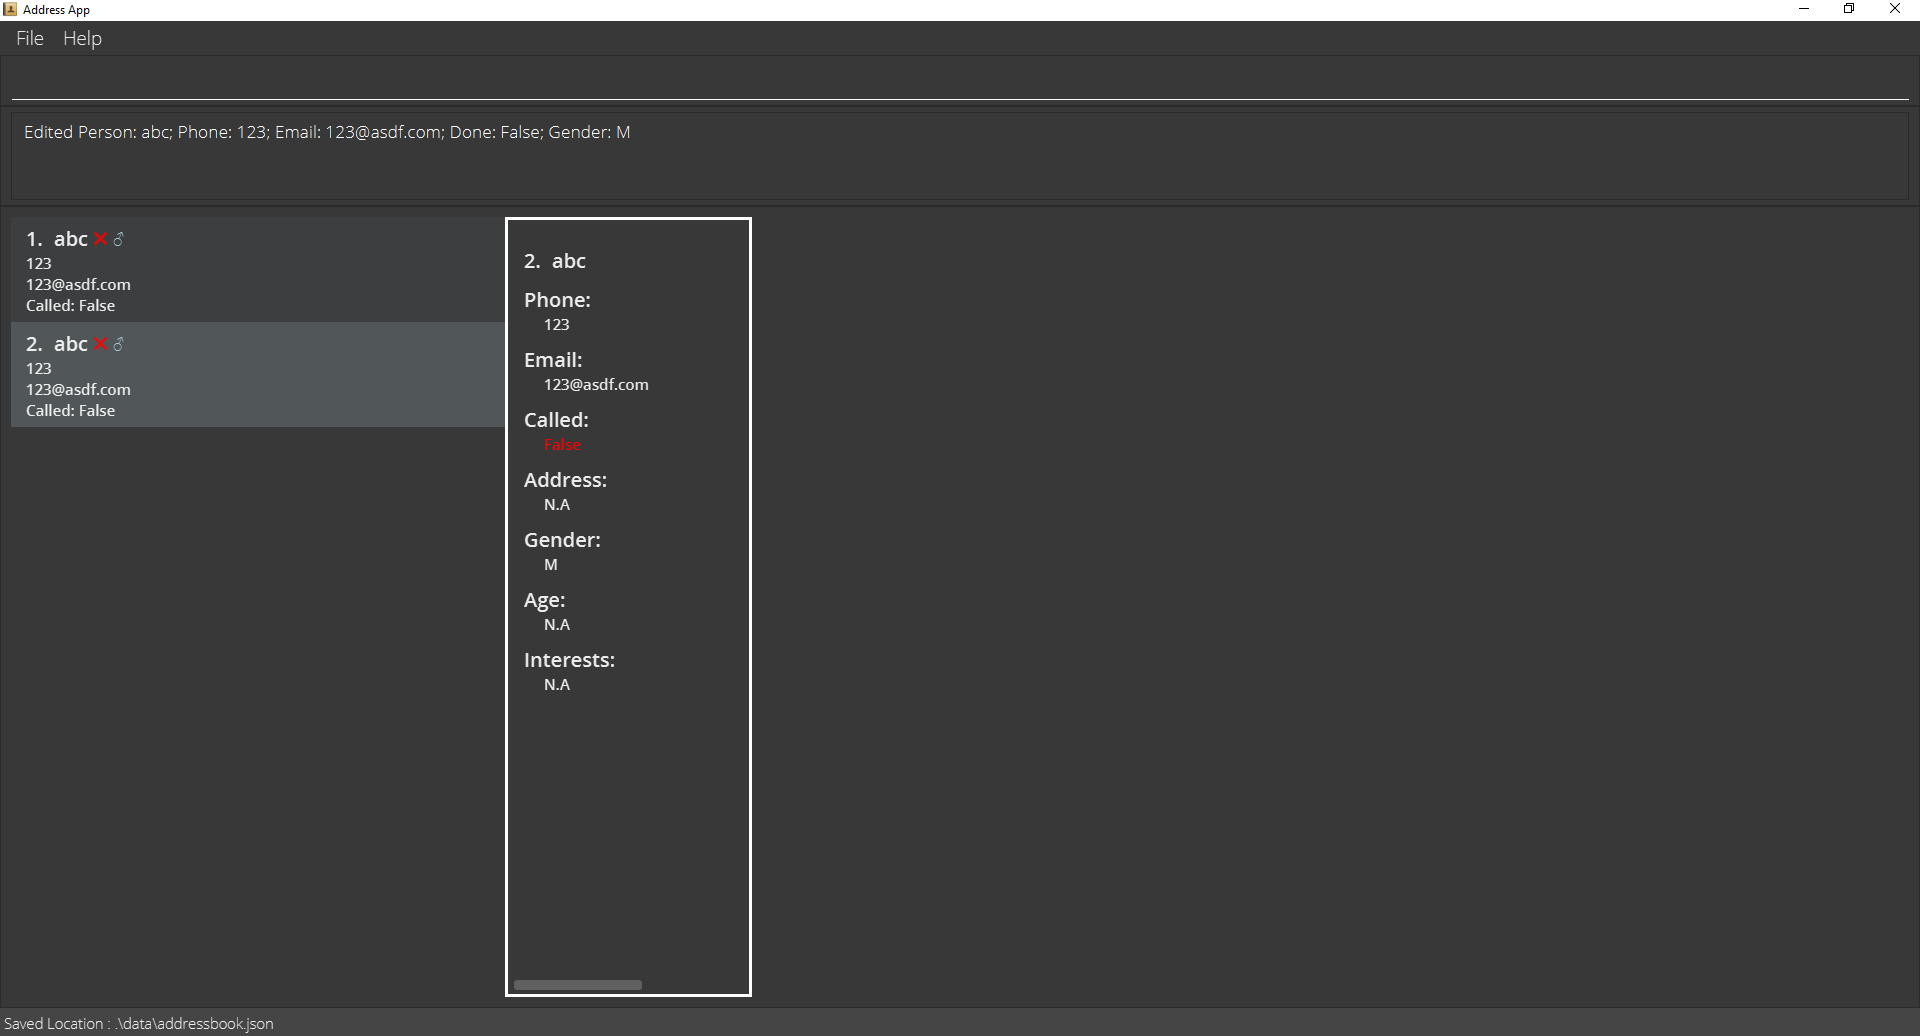 Address App
File Help
Edited Person: abc; Phone: 123; Email: 123@asdf.com; Done: False; Gender: M
1. abc ❌ ♂
123
123@asdf.com
Called: False
2. abc ❌ ♂
123
123@asdf.com
Called: False
2. abc
Phone:
123
Email:
123@asdf.com
Called:
False
Address:
N.A
Gender:
M
Age:
N.A
Interests:
N.A
Saved Location : .\data\addressbook.json